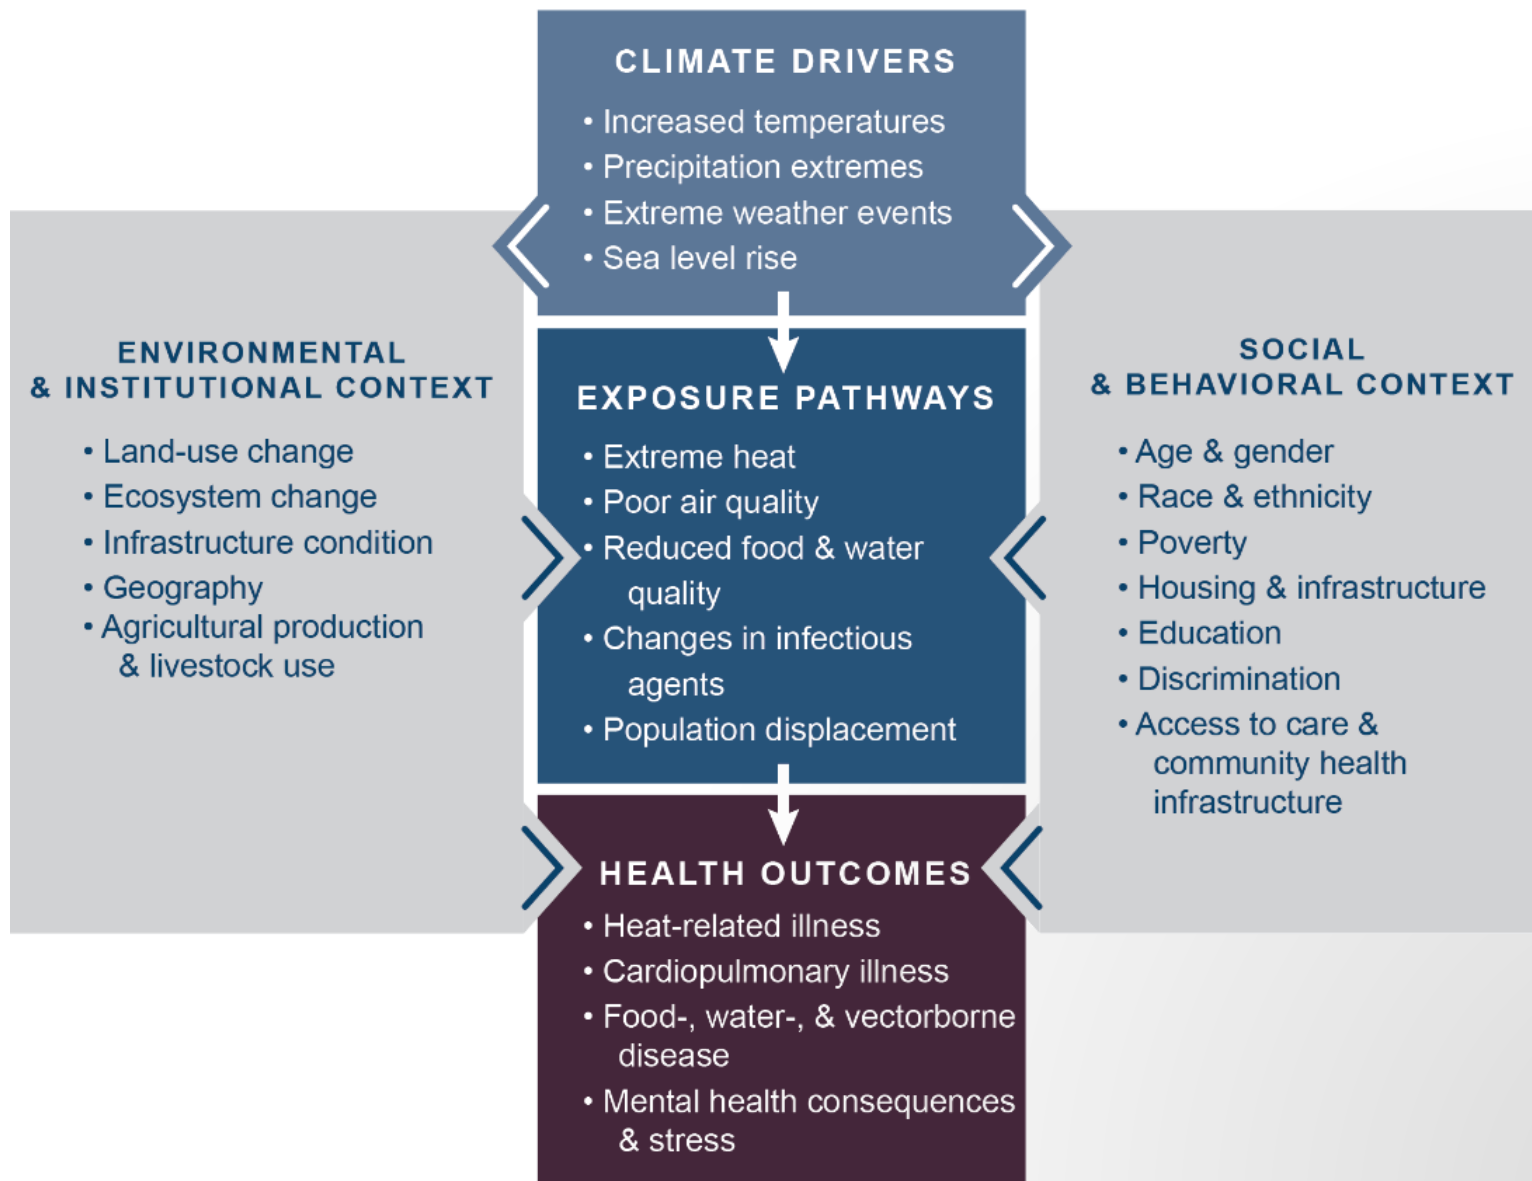 CLIMATE DRIVERS
• Increased temperatures
• Precipitation extremes
• Extreme weather events
• Sea level rise
ENVIRONMENTAL
& INSTITUTIONAL CONTEXT
• Land-use change
• Ecosystem change
• Infrastructure condition
• Geography
• Agricultural production
& livestock use
EXPOSURE PATHWAYS
• Extreme heat
• Poor air quality
• Reduced food & water
quality
• Changes in infectious
agents
• Population displacement
SOCIAL
& BEHAVIORAL CONTEXT
• Age & gender
• Race & ethnicity
• Poverty
• Housing & infrastructure
• Education
• Discrimination
• Access to care &
community health
infrastructure
HEALTH OUTCOMES
• Heat-related illness
• Cardiopulmonary illness
• Food-, water-, & vectorborne
disease
• Mental health consequences
& stress